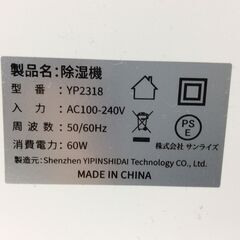 製品名:除湿機
型番:YP2318
入力:AC100-240V
周波数:50/60Hz
消費電力:60W
PS
E
株式会社 サンライズ
製造元:Shenzhen YIPINSHIDAI Technology CO., Ltd.
MADE IN CHINA